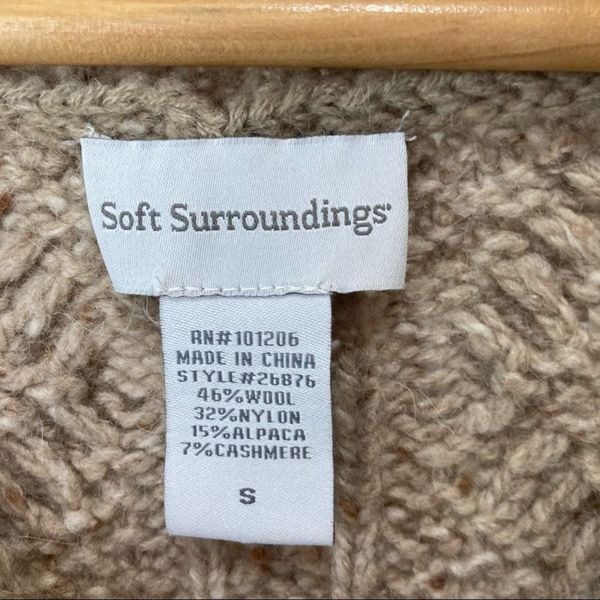 Soft Surroundings
RN#101206
MADE IN CHINA
STYLE#26876
46%WOOL
32%NYLON
15%ALPACA
7%CASHMERE
S